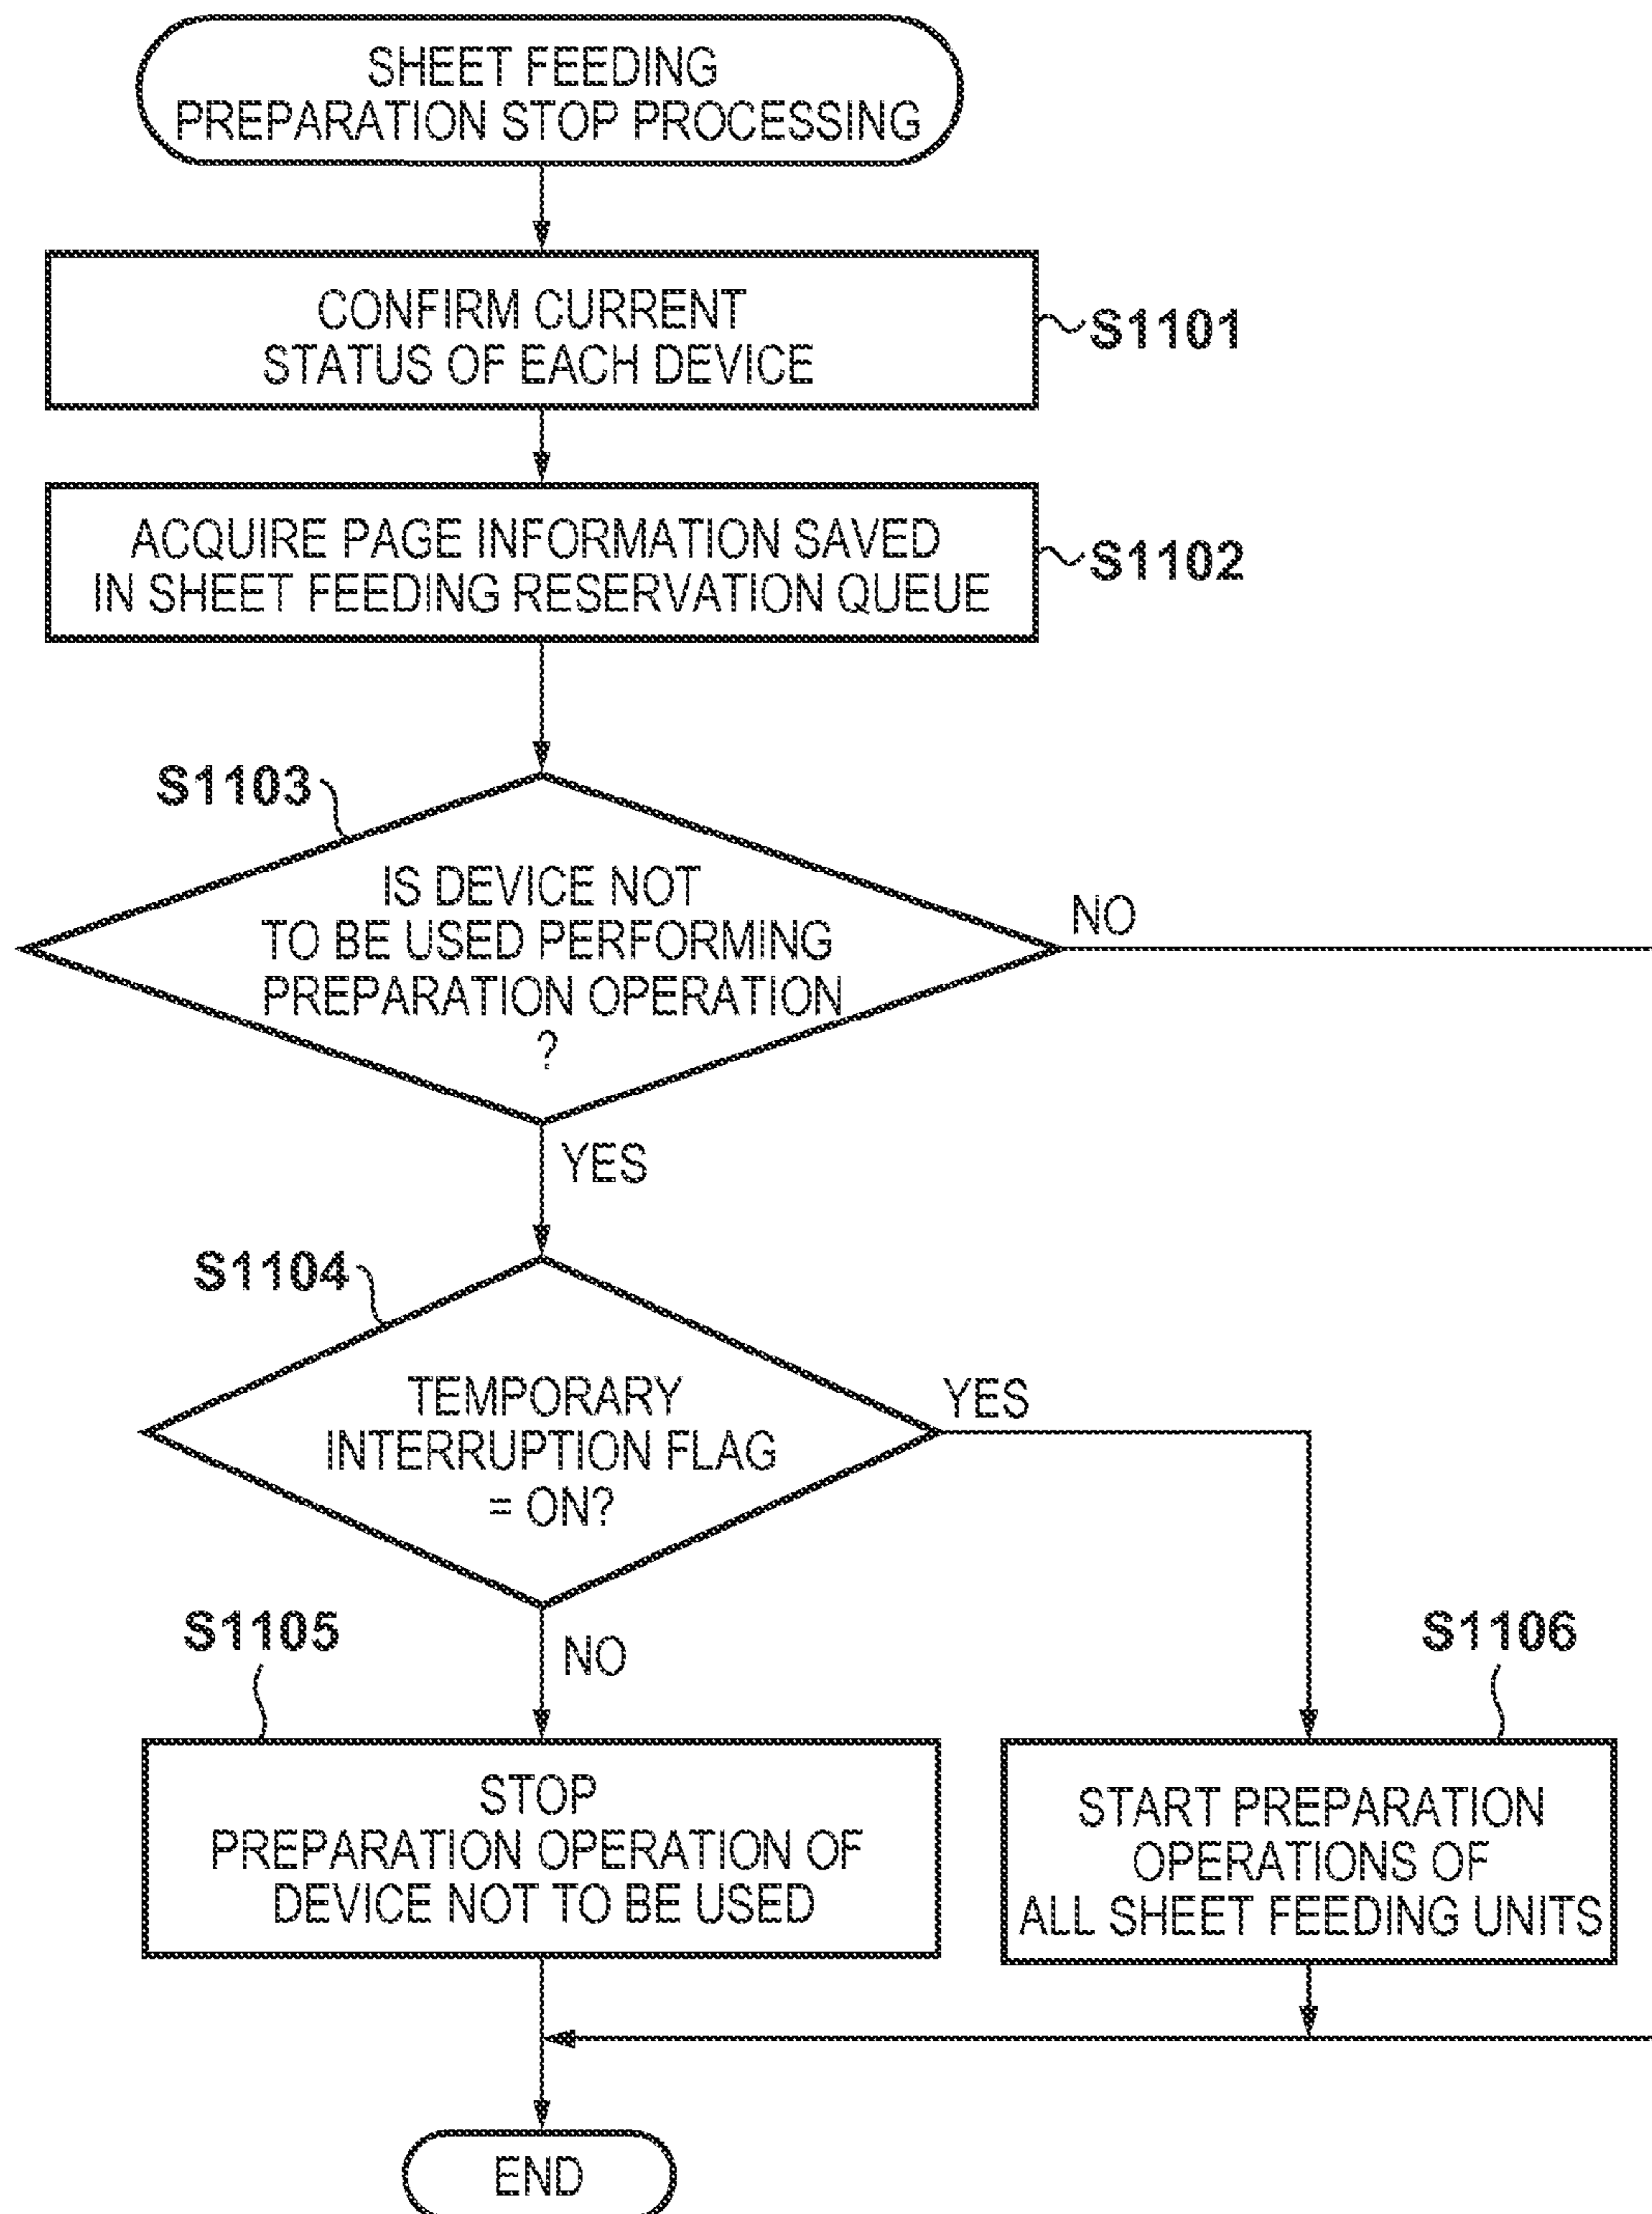 SHEET FEEDING
PREPARATION STOP PROCESSING
CONFIRM CURRENT
STATUS OF EACH DEVICE
S1101
ACQUIRE PAGE INFORMATION SAVED
IN SHEET FEEDING RESERVATION QUEUE
S1102
S1103
IS DEVICE NOT
TO BE USED PERFORMING
PREPARATION OPERATION
?
NO
YES
S1104
TEMPORARY
INTERRUPTION FLAG
= ON?
YES
NO
S1105
STOP
PREPARATION OPERATION OF
DEVICE NOT TO BE USED
S1106
START PREPARATION
OPERATIONS OF
ALL SHEET FEEDING UNITS
END